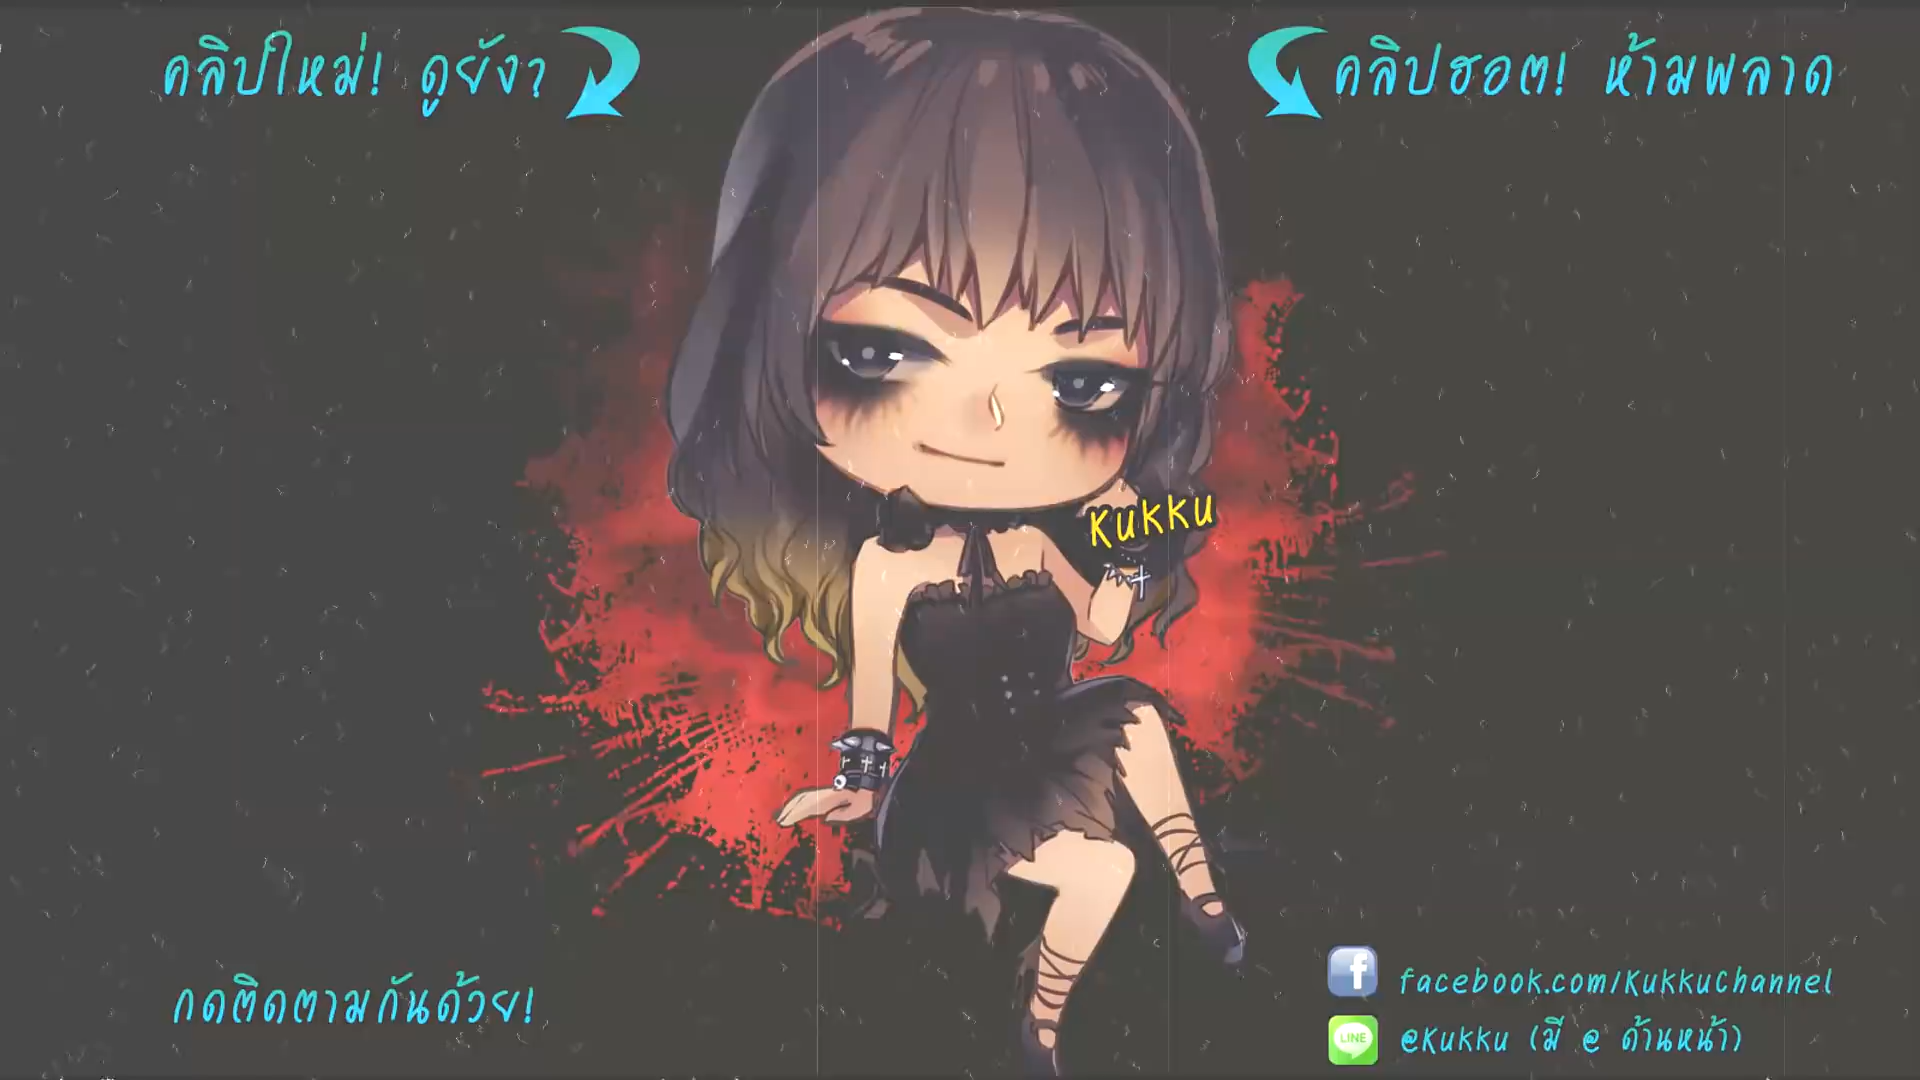 คลิปใหม่! ดูยัง?
คลิปฮอต! ห้ามพลาด
KUKKU
กดติดตามกันด้วย!
facebook.com/KukkuChannel
LINE
@Kukku (มี @ ด้านหน้า)